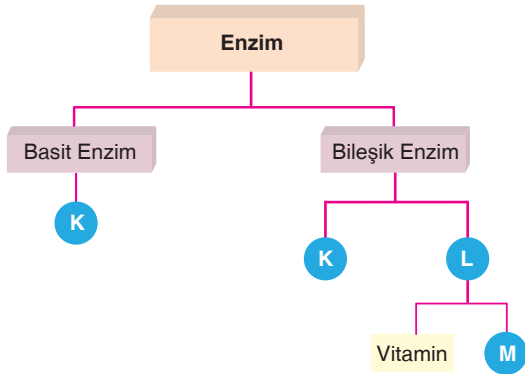 Enzim
Basit Enzim
Bileşik Enzim
K
K
L
Vitamin
M